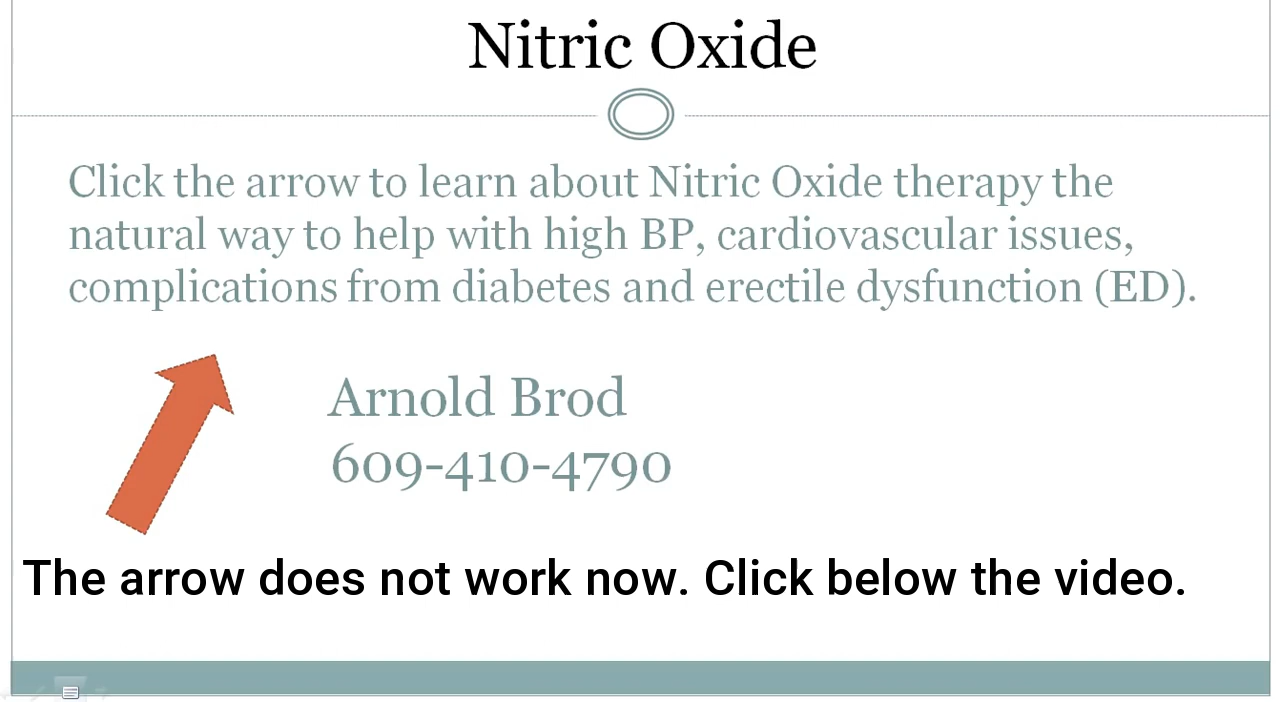 Nitric Oxide
Click the arrow to learn about Nitric Oxide therapy the
natural way to help with high BP, cardiovascular issues,
complications from diabetes and erectile dysfunction (ED).
Arnold Brod
609-410-4790
The arrow does not work now. Click below the video.